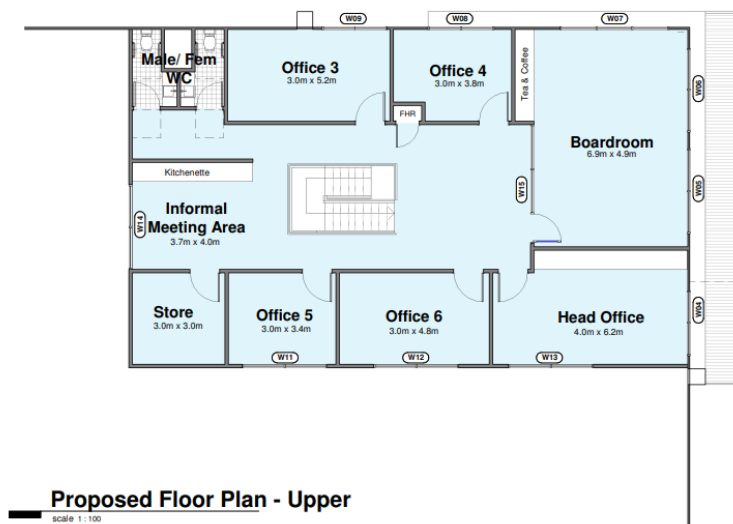 W09
W08
W07
Male/ Fem
WC
Office 3
3.0m x 5.2m
Office 4
3.0m x 3.8m
Tea & Coffee
W06
FHR
Boardroom
6.9m x 4.9m
Kitchenette
W15
W05
Informal
Meeting Area
3.7m x 4.0m
W14
Store
3.0m x 3.0m
Office 5
3.0m x 3.4m
Office 6
3.0m x 4.8m
Head Office
4.0m x 6.2m
W04
W11
W12
W13
Proposed Floor Plan - Upper
scale 1 : 100